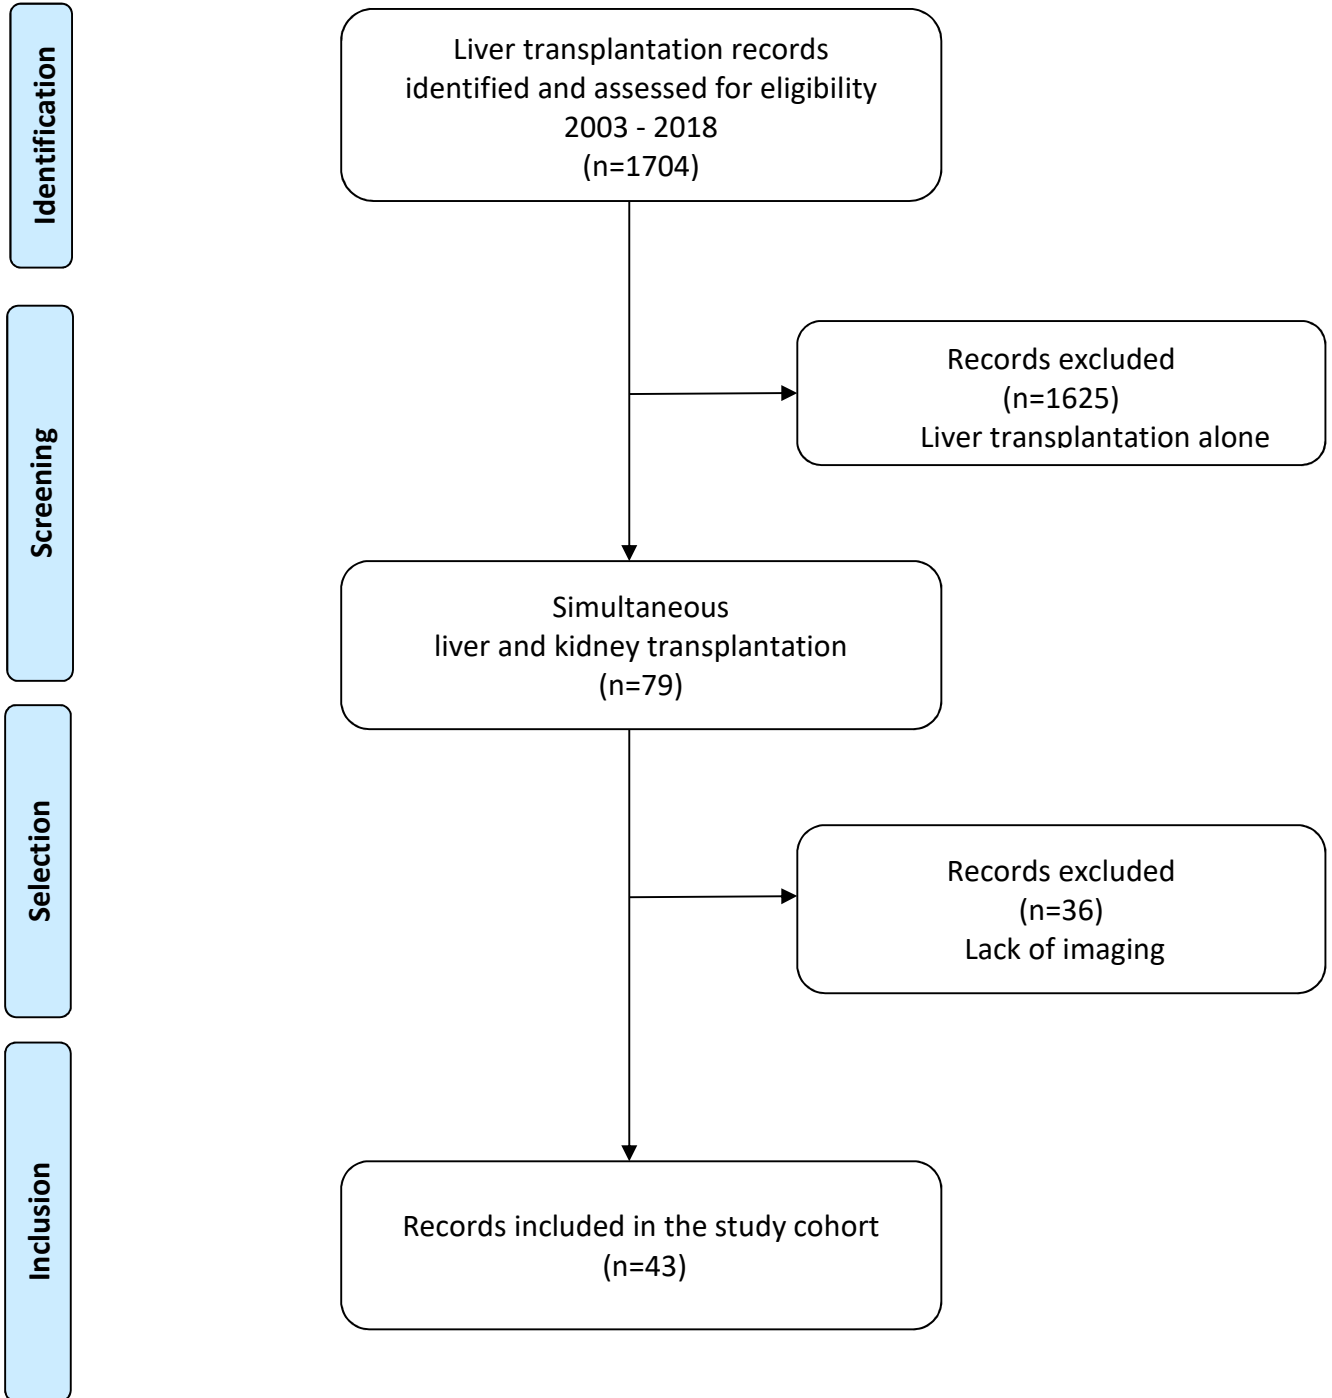 Identification
Liver transplantation records
identified and assessed for eligibility
2003 - 2018
(n=1704)
Screening
Records excluded
(n=1625)
Liver transplantation alone
Simultaneous
liver and kidney transplantation
(n=79)
Selection
Records excluded
(n=36)
Lack of imaging
Inclusion
Records included in the study cohort
(n=43)